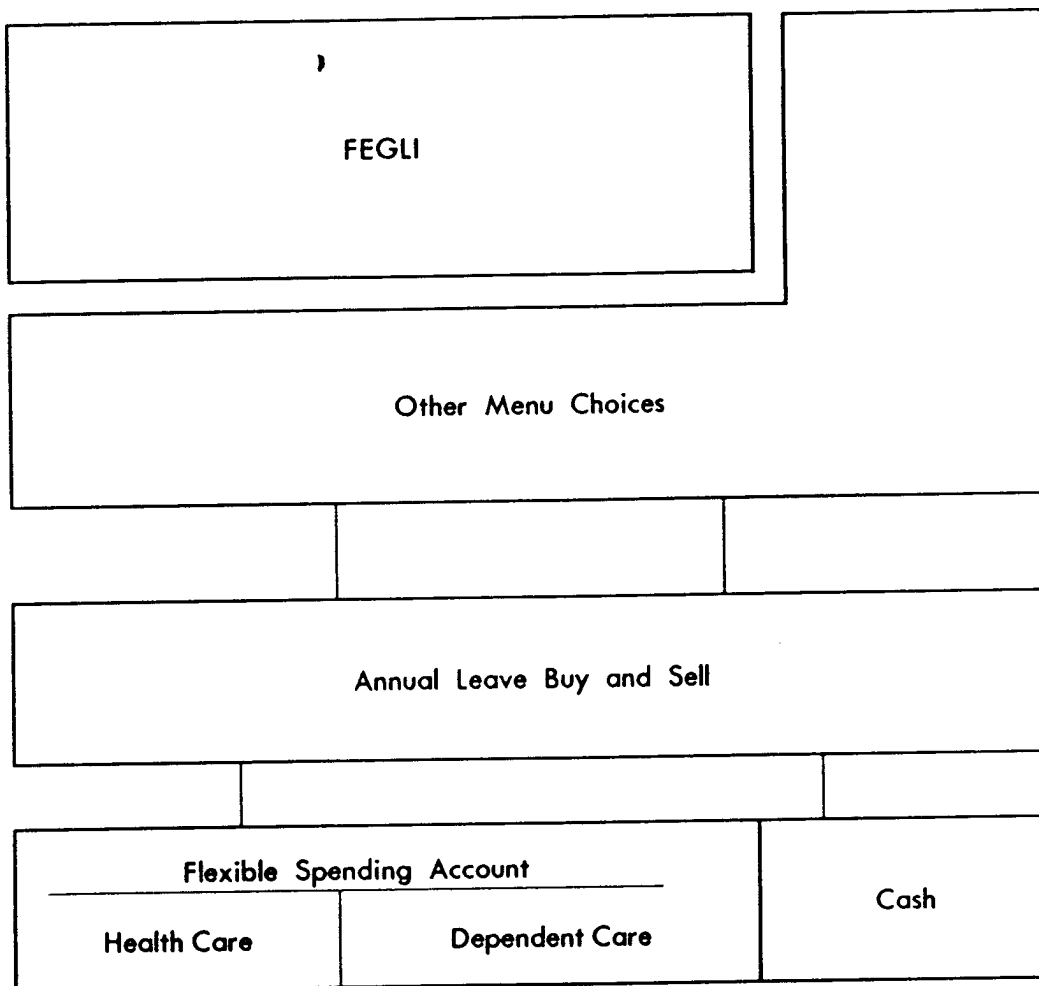 FEGLI
Other Menu Choices
Annual Leave Buy and Sell
Flexible Spending Account
Cash
Health Care
Dependent Care